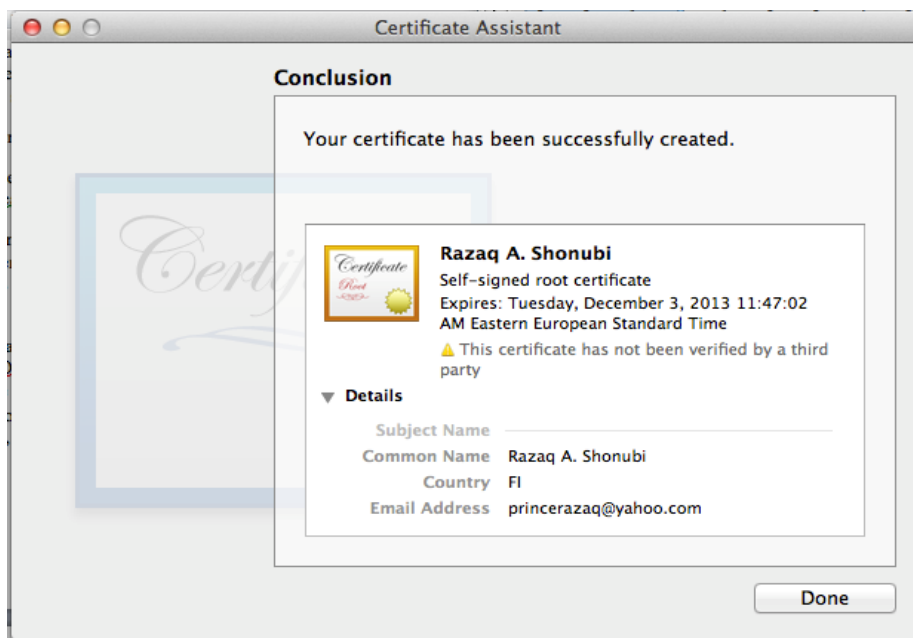 Certificate Assistant
Conclusion
Your certificate has been successfully created.
Certificate
Root
Razaq A. Shonubi
Self-signed root certificate
Expires: Tuesday, December 3, 2013 11:47:02
AM Eastern European Standard Time
This certificate has not been verified by a third
party
Details
Subject Name
Common Name Razaq A. Shonubi
Country FI
Email Address princerazaq@yahoo.com
Done